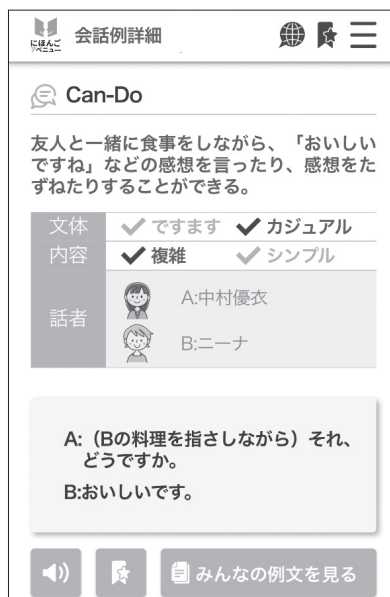 にほんご
アベニュー
会話例詳細
Can-Do
友人と一緒に食事をしながら、「おいしい
ですね」などの感想を言ったり、感想をた
ずねたりすることができる。
文体 ですます カジュアル
内容 複雑 シンプル
話者
A:中村優衣
B:ニーナ
A:（Bの料理を指さしながら）それ、
どうですか。
B:おいしいです。
みんなの例文を見る